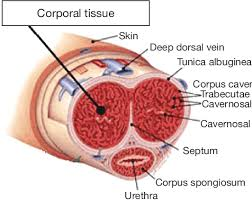 Corporal tissue
Skin
Deep dorsal vein
Tunica albuginea
Corpus caver
Trabecutae
Cavernosal
Cavernosal
Septum
Corpus spongiosum
Urethra